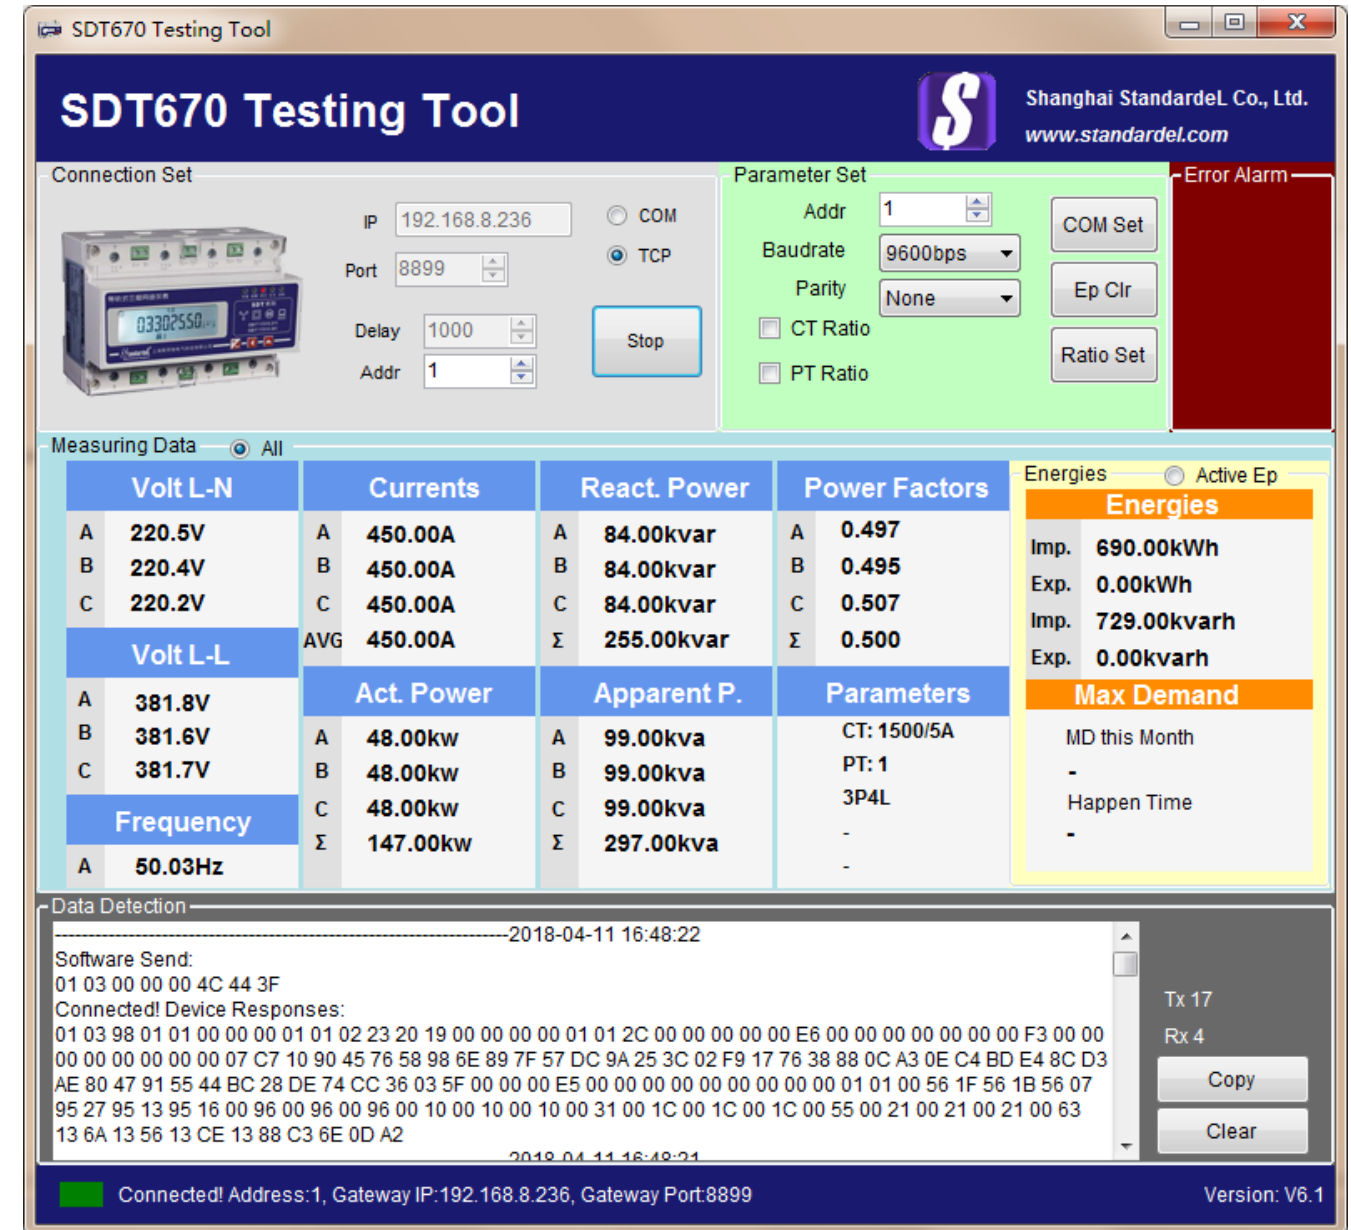 SDT670 Testing Tool
SDT670 Testing Tool
Shanghai StandardeL Co., Ltd.
www.standardel.com
Connection Set
IP 192.168.8.236
COM
Port 8899
TCP
Delay 1000
Addr 1
Stop
Parameter Set
Addr 1
Baudrate 9600bps
Parity None
CT Ratio
PT Ratio
COM Set
Ep Clr
Ratio Set
Error Alarm
Measuring Data All
Volt L-N
A 220.5V
B 220.4V
C 220.2V
Volt L-L
A 381.8V
B 381.6V
C 381.7V
Frequency
A 50.03Hz
Currents
A 450.00A
B 450.00A
C 450.00A
AVG 450.00A
Act. Power
A 48.00kw
B 48.00kw
C 48.00kw
Σ 147.00kw
React. Power
A 84.00kvar
B 84.00kvar
C 84.00kvar
Σ 255.00kvar
Apparent P.
A 99.00kva
B 99.00kva
C 99.00kva
Σ 297.00kva
Power Factors
A 0.497
B 0.495
C 0.507
Σ 0.500
Parameters
CT: 1500/5A
PT: 1
3P4L
-
-
Energies Active Ep
Energies
Imp. 690.00kWh
Exp. 0.00kWh
Imp. 729.00kvarh
Exp. 0.00kvarh
Max Demand
MD this Month
-
Happen Time
-
Data Detection
----------------------------------------------------------------------2018-04-11 16:48:22
Software Send:
01 03 00 00 00 4C 44 3F
Connected! Device Responses:
01 03 98 01 01 00 00 00 01 01 02 23 20 19 00 00 00 00 01 01 2C 00 00 00 00 00 E6 00 00 00 00 00 00 00 F3 00 00
00 00 00 00 00 00 07 C7 10 90 45 76 58 98 6E 89 7F 57 DC 9A 25 3C 02 F9 17 76 38 88 0C A3 0E C4 BD E4 8C D3
AE 80 47 91 55 44 BC 28 DE 74 CC 36 03 5F 00 00 00 E5 00 00 00 00 00 00 00 00 00 01 01 00 56 1F 56 1B 56 07
95 27 95 13 95 16 00 96 00 96 00 96 00 10 00 10 00 10 00 31 00 1C 00 1C 00 1C 00 55 00 21 00 21 00 21 00 63
13 6A 13 56 13 CE 13 88 C3 6E 0D A2
2018-04-11 16:48:21
Tx 17
Rx 4
Copy
Clear
Connected! Address:1, Gateway IP:192.168.8.236, Gateway Port:8899
Version: V6.1